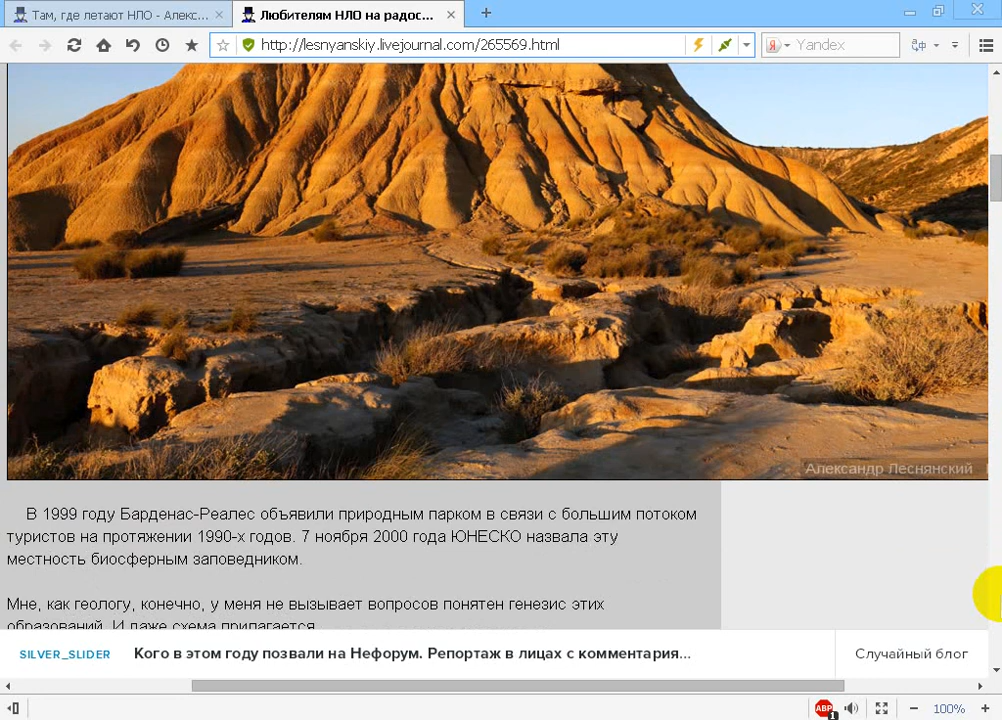 Там, где летают НЛО - Алекс...
Любителям НЛО на радос...
http://lesnyanskiy.livejournal.com/265569.html
Yandex
Александр Леснянский
В 1999 году Барденас-Реалес объявили природным парком в связи с большим потоком
туристов на протяжении 1990-х годов. 7 ноября 2000 года ЮНЕСКО назвала эту
местность биосферным заповедником.
Мне, как геологу, конечно, у меня не вызывает вопросов понятен генезис этих
образований. И даже схема прилагается
SILVER_SLIDER
Кого в этом году позвали на Нефорум. Репортаж в лицах с комментария...
Случайный блог
ABP
1
100%